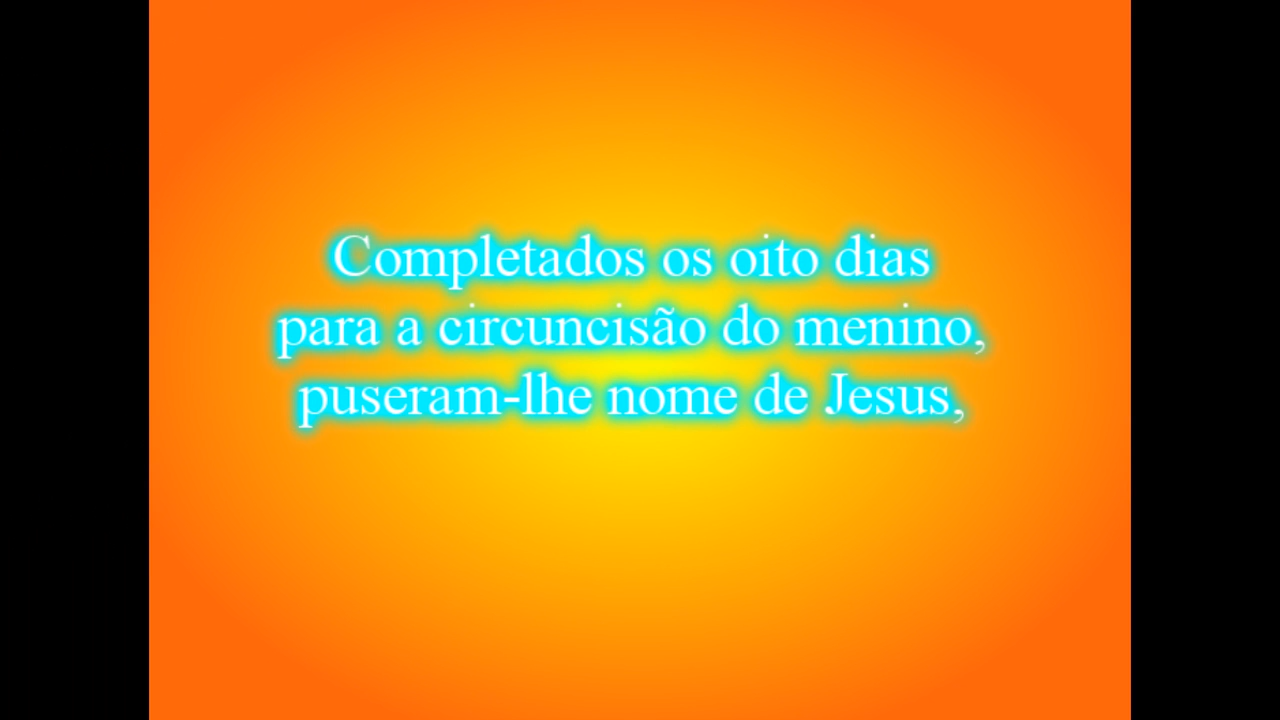 Completados os oito dias
para a circuncisão do menino,
puseram-lhe nome de Jesus,